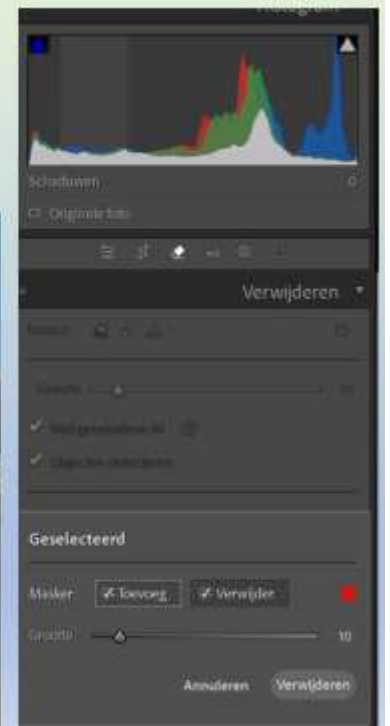 Histogram
Schaduwen 0
Originele foto
Verwijderen
Grootte
Met generatieve AI
Objecten detecteren
Geselecteerd
Masker Toevoeg. Verwijder.
Grootte 10
Annuleren Verwijderen